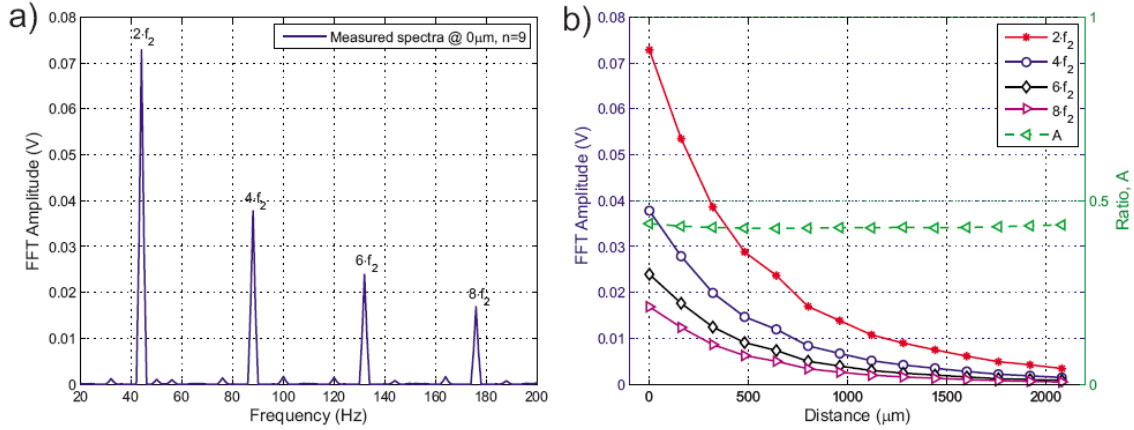 a)
0.08
0.07
0.06
0.05
0.04
0.03
0.02
0.01
0
FFT Amplitude (V)
2·f₂
4·f₂
6·f₂
8·f₂
Measured spectra @ 0μm, n=9
20 40 60 80 100 120 140 160 180 200
Frequency (Hz)
b)
0.08
0.07
0.06
0.05
0.04
0.03
0.02
0.01
0
FFT Amplitude (V)
2·f₂
4·f₂
6·f₂
8·f₂
A
1
0.5
0
Ratio, A
0 500 1000 1500 2000
Distance (μm)